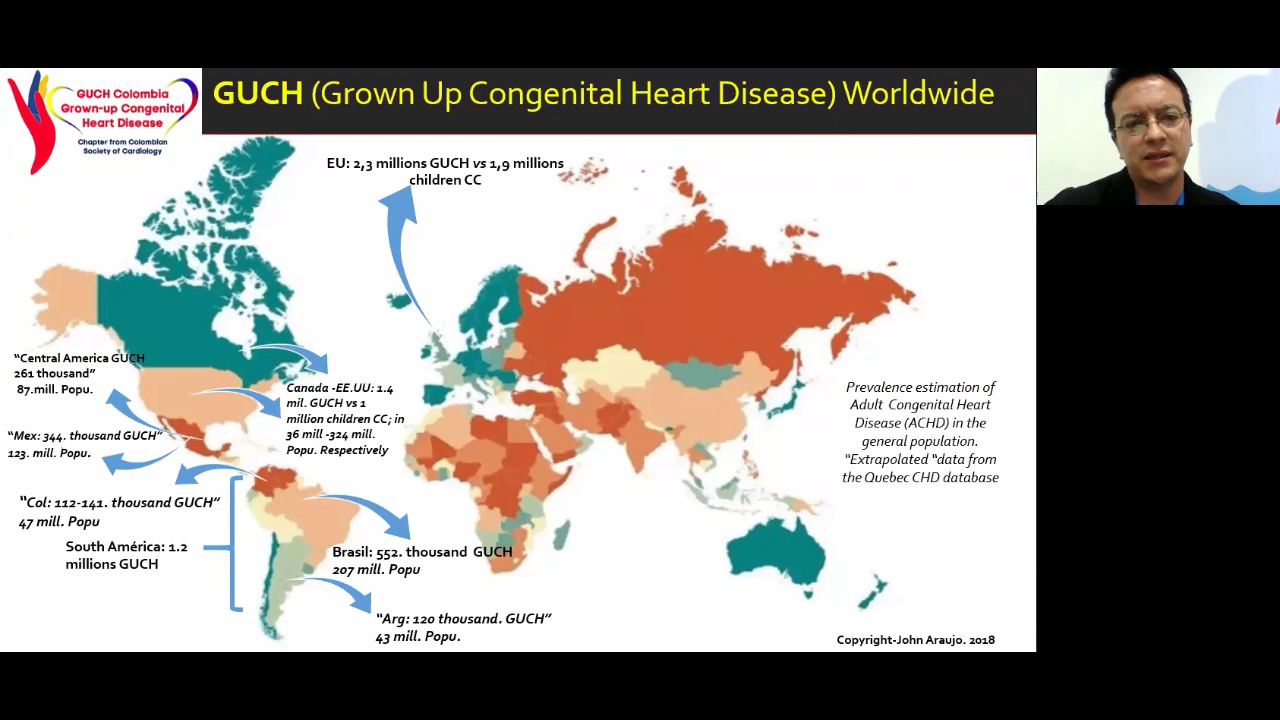 GUCH Colombia
Grown-up Congenital
Heart Disease
Chapter from Colombian
Society of Cardiology
GUCH (Grown Up Congenital Heart Disease) Worldwide
EU: 2,3 millions GUCH vs 1,9 millions
children CC
"Central America GUCH
261 thousand"
87.mill. Popu.
Canada -EE.UU: 1.4
mil. GUCH vs 1
million children CC; in
36 mill -324 mill.
Popu. Respectively
"Mex: 344. thousand GUCH"
123. mill. Popu.
"Col: 112-141. thousand GUCH"
47 mill. Popu
South América: 1.2
millions GUCH
Brasil: 552. thousand GUCH
207 mill. Popu
"Arg: 120 thousand. GUCH"
43 mill. Popu.
Prevalence estimation of
Adult Congenital Heart
Disease (ACHD) in the
general population.
"Extrapolated "data from
the Quebec CHD database
Copyright-John Araujo. 2018